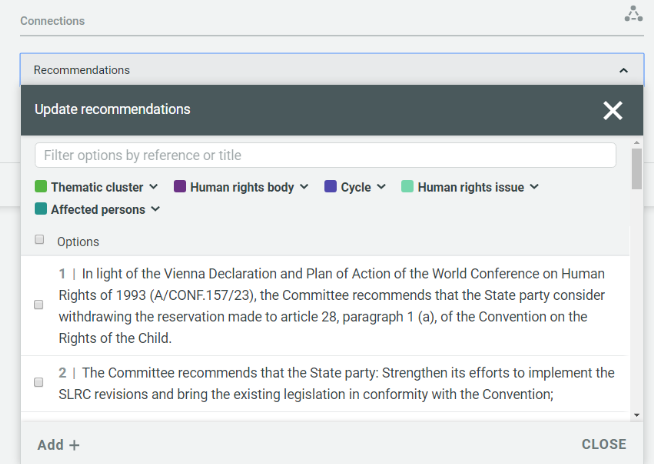 Connections
Recommendations
Update recommendations
Filter options by reference or title
Thematic cluster Human rights body Cycle Human rights issue
Affected persons
Options
1 | In light of the Vienna Declaration and Plan of Action of the World Conference on Human
Rights of 1993 (A/CONF.157/23), the Committee recommends that the State party consider
withdrawing the reservation made to article 28, paragraph 1 (a), of the Convention on the
Rights of the Child.
2 | The Committee recommends that the State party: Strengthen its efforts to implement the
SLRC revisions and bring the existing legislation in conformity with the Convention;
Add + CLOSE